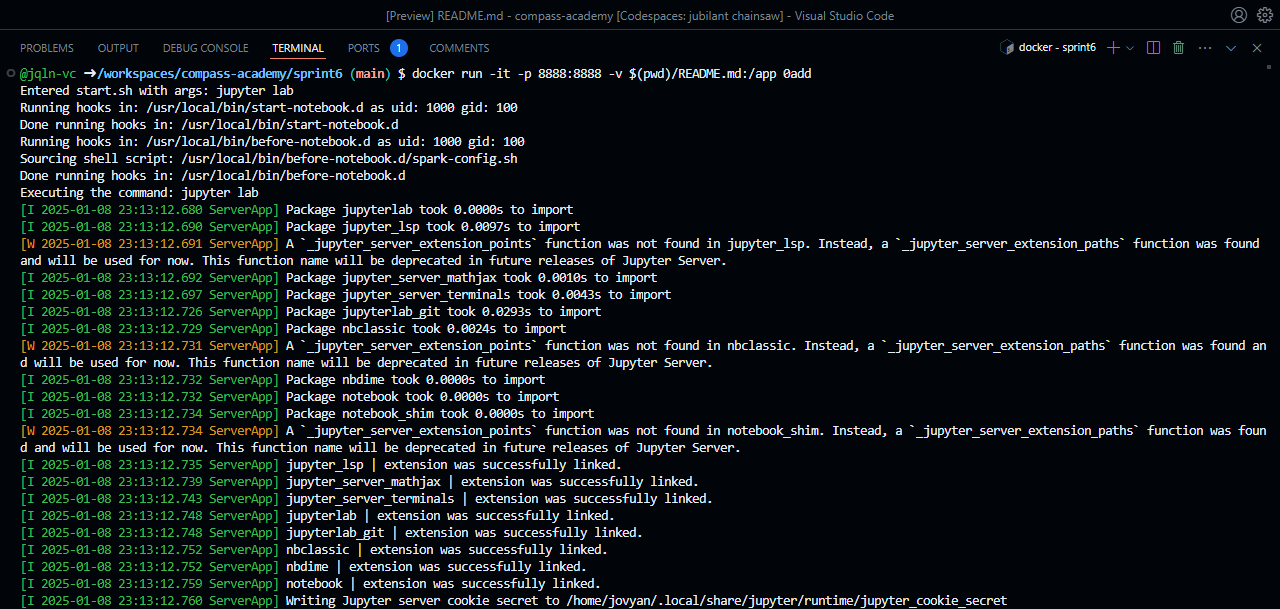 [Preview] README.md - compass-academy [Codespaces: jubilant chainsaw] - Visual Studio Code
PROBLEMS OUTPUT DEBUG CONSOLE TERMINAL PORTS 1 COMMENTS docker - sprint6
@jqln-vc ➜/workspaces/compass-academy/sprint6 (main) $ docker run -it -p 8888:8888 -v $(pwd)/README.md:/app 0add
Entered start.sh with args: jupyter lab
Running hooks in: /usr/local/bin/start-notebook.d as uid: 1000 gid: 100
Done running hooks in: /usr/local/bin/start-notebook.d
Running hooks in: /usr/local/bin/before-notebook.d as uid: 1000 gid: 100
Sourcing shell script: /usr/local/bin/before-notebook.d/spark-config.sh
Done running hooks in: /usr/local/bin/before-notebook.d
Executing the command: jupyter lab
[I 2025-01-08 23:13:12.680 ServerApp] Package jupyterlab took 0.0000s to import
[I 2025-01-08 23:13:12.690 ServerApp] Package jupyter_lsp took 0.0097s to import
[W 2025-01-08 23:13:12.691 ServerApp] A `_jupyter_server_extension_points` function was not found in jupyter_lsp. Instead, a `_jupyter_server_extension_paths` function was found
and will be used for now. This function name will be deprecated in future releases of Jupyter Server.
[I 2025-01-08 23:13:12.692 ServerApp] Package jupyter_server_mathjax took 0.0010s to import
[I 2025-01-08 23:13:12.697 ServerApp] Package jupyter_server_terminals took 0.0043s to import
[I 2025-01-08 23:13:12.726 ServerApp] Package jupyterlab_git took 0.0293s to import
[I 2025-01-08 23:13:12.729 ServerApp] Package nbclassic took 0.0024s to import
[W 2025-01-08 23:13:12.731 ServerApp] A `_jupyter_server_extension_points` function was not found in nbclassic. Instead, a `_jupyter_server_extension_paths` function was found an
d will be used for now. This function name will be deprecated in future releases of Jupyter Server.
[I 2025-01-08 23:13:12.732 ServerApp] Package nbdime took 0.0000s to import
[I 2025-01-08 23:13:12.732 ServerApp] Package notebook took 0.0000s to import
[I 2025-01-08 23:13:12.734 ServerApp] Package notebook_shim took 0.0000s to import
[W 2025-01-08 23:13:12.734 ServerApp] A `_jupyter_server_extension_points` function was not found in notebook_shim. Instead, a `_jupyter_server_extension_paths` function was foun
d and will be used for now. This function name will be deprecated in future releases of Jupyter Server.
[I 2025-01-08 23:13:12.735 ServerApp] jupyter_lsp | extension was successfully linked.
[I 2025-01-08 23:13:12.739 ServerApp] jupyter_server_mathjax | extension was successfully linked.
[I 2025-01-08 23:13:12.743 ServerApp] jupyter_server_terminals | extension was successfully linked.
[I 2025-01-08 23:13:12.748 ServerApp] jupyterlab | extension was successfully linked.
[I 2025-01-08 23:13:12.748 ServerApp] jupyterlab_git | extension was successfully linked.
[I 2025-01-08 23:13:12.752 ServerApp] nbclassic | extension was successfully linked.
[I 2025-01-08 23:13:12.752 ServerApp] nbdime | extension was successfully linked.
[I 2025-01-08 23:13:12.759 ServerApp] notebook | extension was successfully linked.
[I 2025-01-08 23:13:12.760 ServerApp] Writing Jupyter server cookie secret to /home/jovyan/.local/share/jupyter/runtime/jupyter_cookie_secret